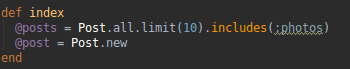 def index
  @posts = Post.all.limit(10).includes(:photos)
  @post = Post.new
end